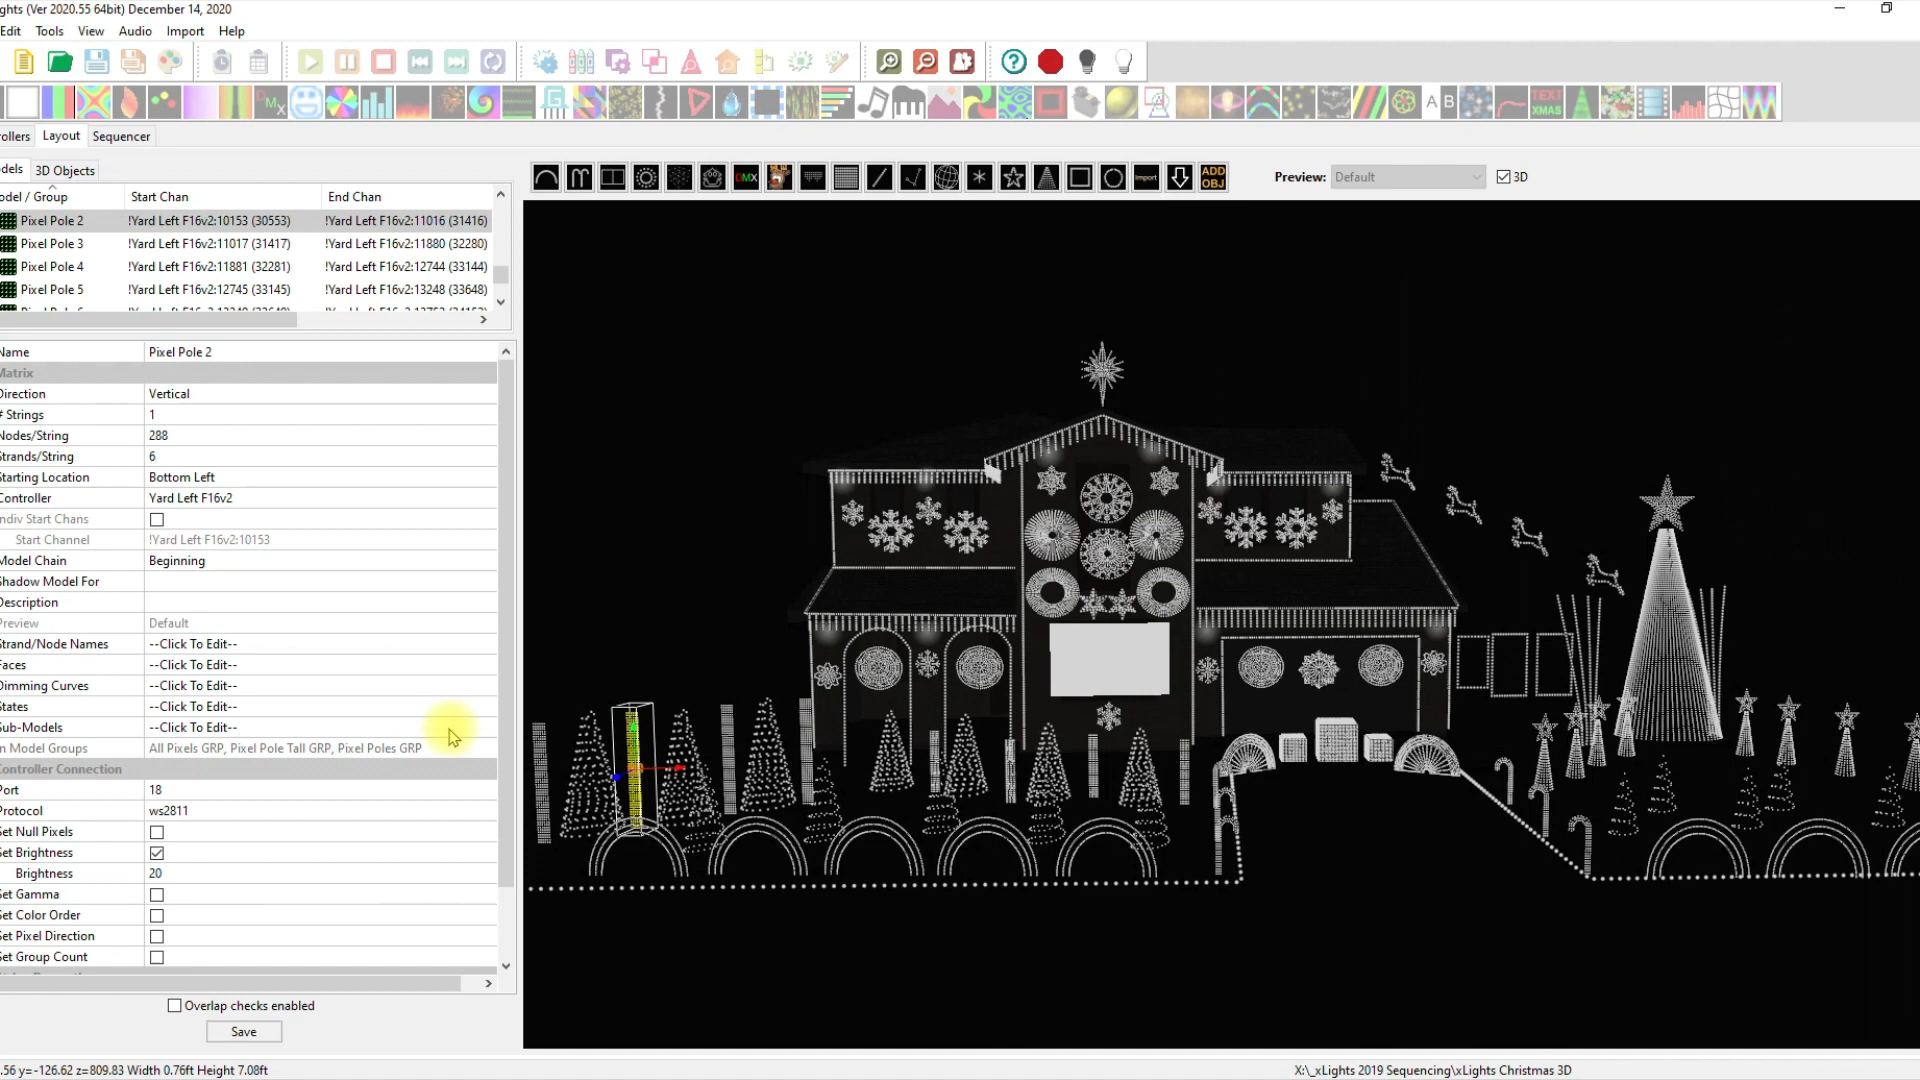 ghts (Ver 2020.55 64bit) December 14, 2020
Edit Tools View Audio Import Help
DMX
A B
TEXT XMAS
ollers Layout Sequencer
dels 3D Objects
DMX
Import
ADD OBJ
Preview: Default 3D
odel / Group Start Chan End Chan
Pixel Pole 2 !Yard Left F16v2:10153 (30553) !Yard Left F16v2:11016 (31416)
Pixel Pole 3 !Yard Left F16v2:11017 (31417) !Yard Left F16v2:11880 (32280)
Pixel Pole 4 !Yard Left F16v2:11881 (32281) !Yard Left F16v2:12744 (33144)
Pixel Pole 5 !Yard Left F16v2:12745 (33145) !Yard Left F16v2:13248 (33648)
Name Pixel Pole 2
Matrix
Direction Vertical
# Strings 1
Nodes/String 288
Strands/String 6
Starting Location Bottom Left
Controller Yard Left F16v2
ndiv Start Chans
Start Channel !Yard Left F16v2:10153
Model Chain Beginning
Shadow Model For
Description
Preview Default
Strand/Node Names --Click To Edit--
Faces --Click To Edit--
Dimming Curves --Click To Edit--
States --Click To Edit--
Sub-Models --Click To Edit--
n Model Groups All Pixels GRP, Pixel Pole Tall GRP, Pixel Poles GRP
Controller Connection
Port 18
Protocol ws2811
Set Null Pixels
Set Brightness
Brightness 20
Set Gamma
Set Color Order
Set Pixel Direction
Set Group Count
Overlap checks enabled
Save
.56 y=-126.62 z=809.83 Width 0.76ft Height 7.08ft
X:\_xLights 2019 Sequencing\xLights Christmas 3D